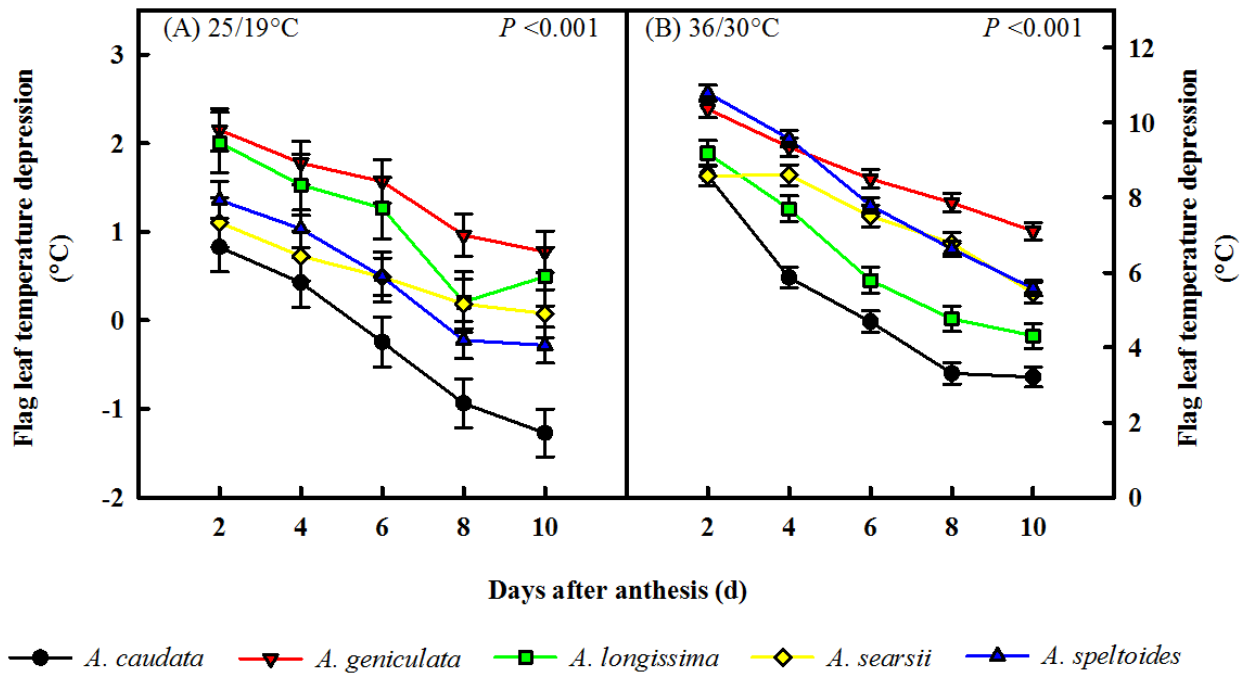 (A) 25/19°C
P <0.001
(B) 36/30°C
P <0.001
Flag leaf temperature depression
(°C)
3
2
1
0
-1
-2
12
10
8
6
4
2
0
Flag leaf temperature depression
(°C)
2 4 6 8 10
2 4 6 8 10
Days after anthesis (d)
A. caudata
A. geniculata
A. longissima
A. searsii
A. speltoides